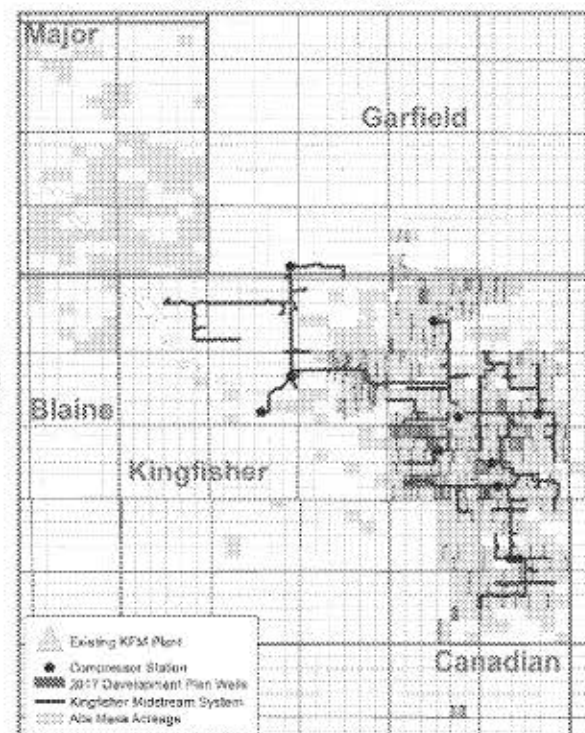 Major
Garfield
Blaine
Kingfisher
Canadian
Existing KFM Plant
Compressor Station
2017 Development Plan Wells
Kingfisher Midstream System
Alta Mesa Acreage